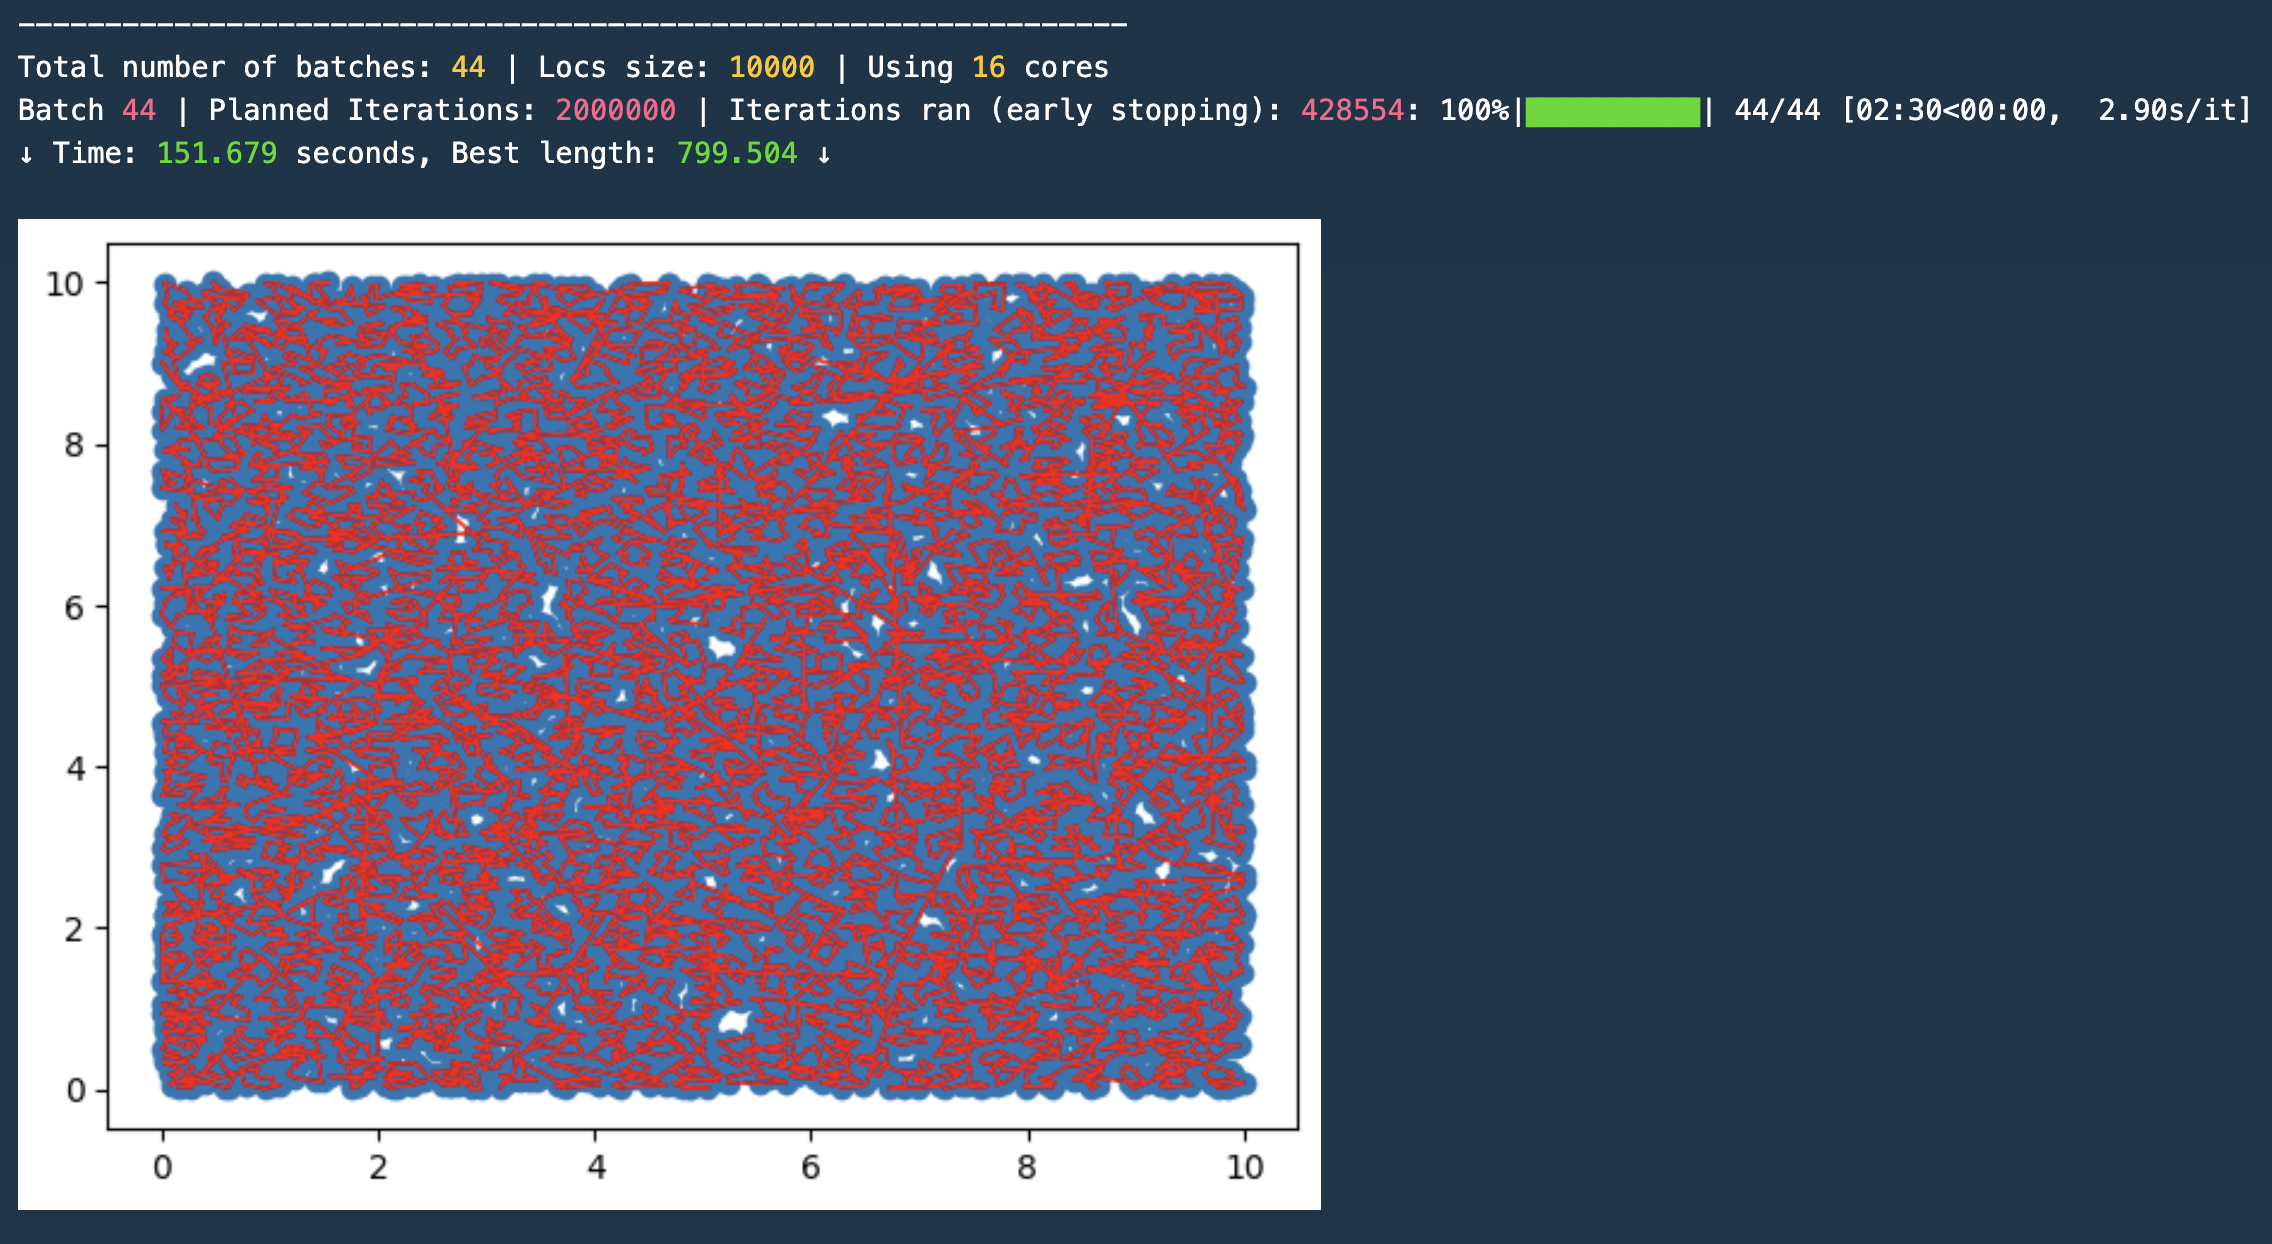 ----------------------------------------------------------------
Total number of batches: 44 | Locs size: 10000 | Using 16 cores
Batch 44 | Planned Iterations: 2000000 | Iterations ran (early stopping): 428554: 100%|██████████| 44/44 [02:30<00:00,  2.90s/it]
↓ Time: 151.679 seconds, Best length: 799.504 ↓
10
8
6
4
2
0
0 2 4 6 8 10